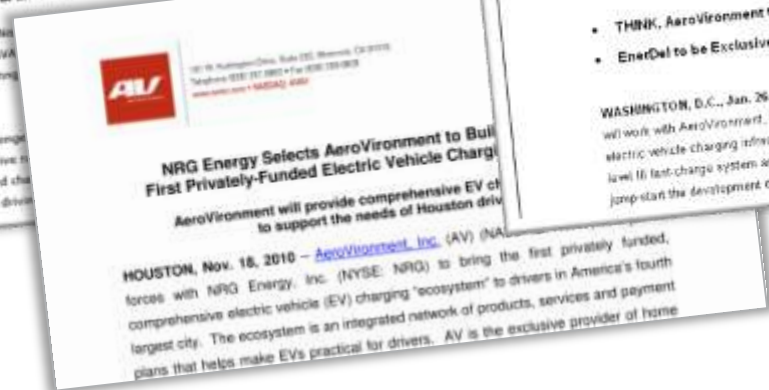 AV
NRG Energy Selects AeroVironment to Buil
First Privately-Funded Electric Vehicle Chargi
AeroVironment will provide comprehensive EV ch
to support the needs of Houston driv
HOUSTON, Nov. 18, 2010 – AeroVironment, Inc. (AV) (NA
forces with NRG Energy, Inc. (NYSE: NRG) to bring the first privately funded,
comprehensive electric vehicle (EV) charging "ecosystem" to drivers in America's fourth
largest city. The ecosystem is an integrated network of products, services and payment
plans that helps make EVs practical for drivers. AV is the exclusive provider of home
• THINK, AeroVironment
• EnerDel to be Exclusive
WASHINGTON, D.C., Jan. 26
will work with AeroVironment,
electric vehicle charging infras
level III fast-charge system a
jump-start the development o